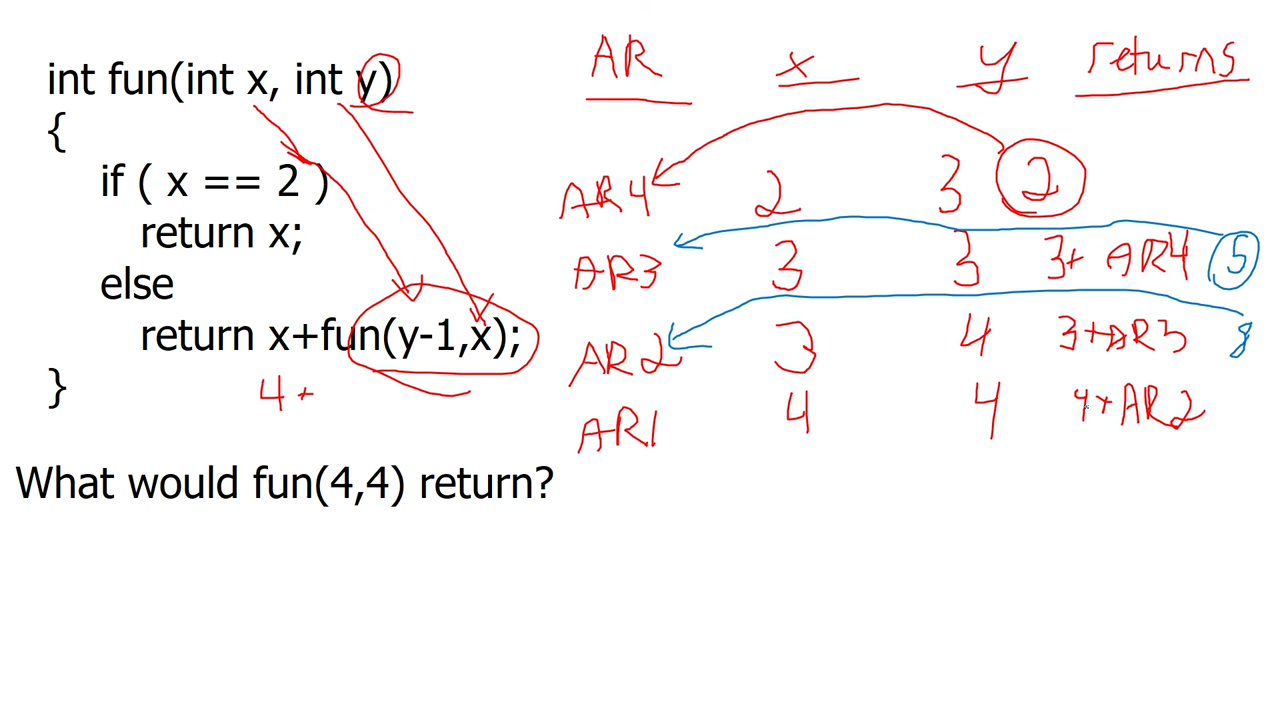 int fun(int x, int y)
{
if ( x == 2 )
return x;
else
return x+fun(y-1,x);
}
4 +
What would fun(4,4) return?
AR x y returns
AR4 2 3 2
AR3 3 3 3+ AR4 5
AR2 3 4 3+AR3 8
AR1 4 4 4+ AR2